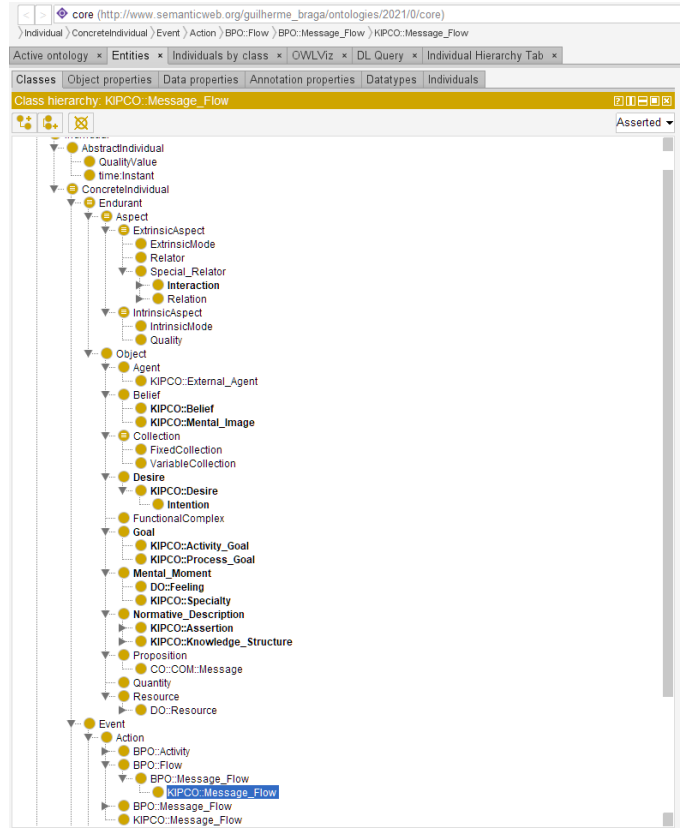 < > core (http://www.semanticweb.org/guilherme_braga/ontologies/2021/0/core)
Individual > ConcreteIndividual > Event > Action > BPO::Flow > BPO::Message_Flow > KIPCO::Message_Flow
Active ontology × Entities × Individuals by class × OWLViz × DL Query × Individual Hierarchy Tab ×
Classes Object properties Data properties Annotation properties Datatypes Individuals
Class hierarchy: KIPCO::Message_Flow
Asserted
AbstractIndividual
QualityValue
time:Instant
ConcreteIndividual
Endurant
Aspect
ExtrinsicAspect
ExtrinsicMode
Relator
Special_Relator
Interaction
Relation
IntrinsicAspect
IntrinsicMode
Quality
Object
Agent
KIPCO::External_Agent
Belief
KIPCO::Belief
KIPCO::Mental_Image
Collection
FixedCollection
VariableCollection
Desire
KIPCO::Desire
Intention
FunctionalComplex
Goal
KIPCO::Activity_Goal
KIPCO::Process_Goal
Mental_Moment
DO::Feeling
KIPCO::Specialty
Normative_Description
KIPCO::Assertion
KIPCO::Knowledge_Structure
Proposition
CO::COM::Message
Quantity
Resource
DO::Resource
Event
Action
BPO::Activity
BPO::Flow
BPO::Message_Flow
KIPCO::Message_Flow
BPO::Message_Flow
KIPCO::Message_Flow